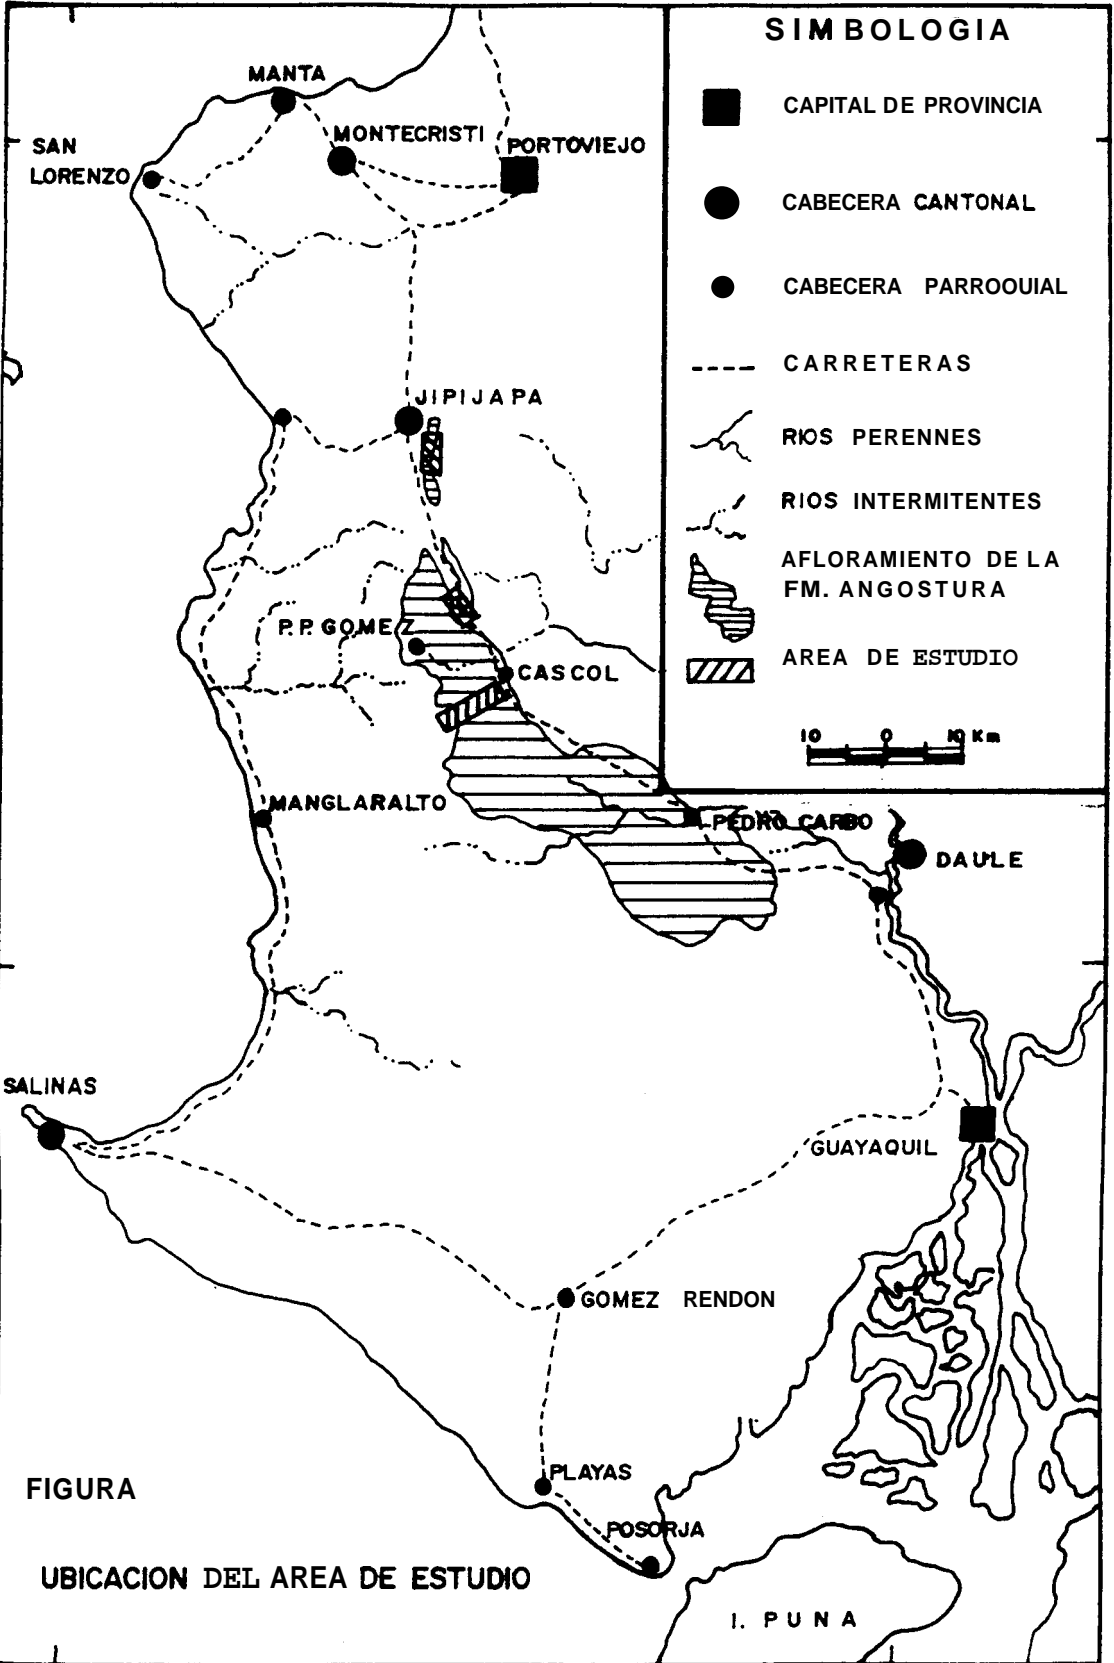 SIMBOLOGIA
CAPITAL DE PROVINCIA
CABECERA CANTONAL
CABECERA PARROOUIAL
CARRETERAS
RIOS PERENNES
RIOS INTERMITENTES
AFLORAMIENTO DE LA
FM. ANGOSTURA
AREA DE ESTUDIO
10 0 10 Km
MANTA
MONTECRISTI
PORTOVIEJO
SAN
LORENZO
JIPIJAPA
P.P. GOMEZ
CASCOL
MANGLARALTO
PEDRO CARBO
DAULE
SALINAS
GUAYAQUIL
GOMEZ RENDON
PLAYAS
POSORJA
I. PUNA
FIGURA
UBICACION DEL AREA DE ESTUDIO